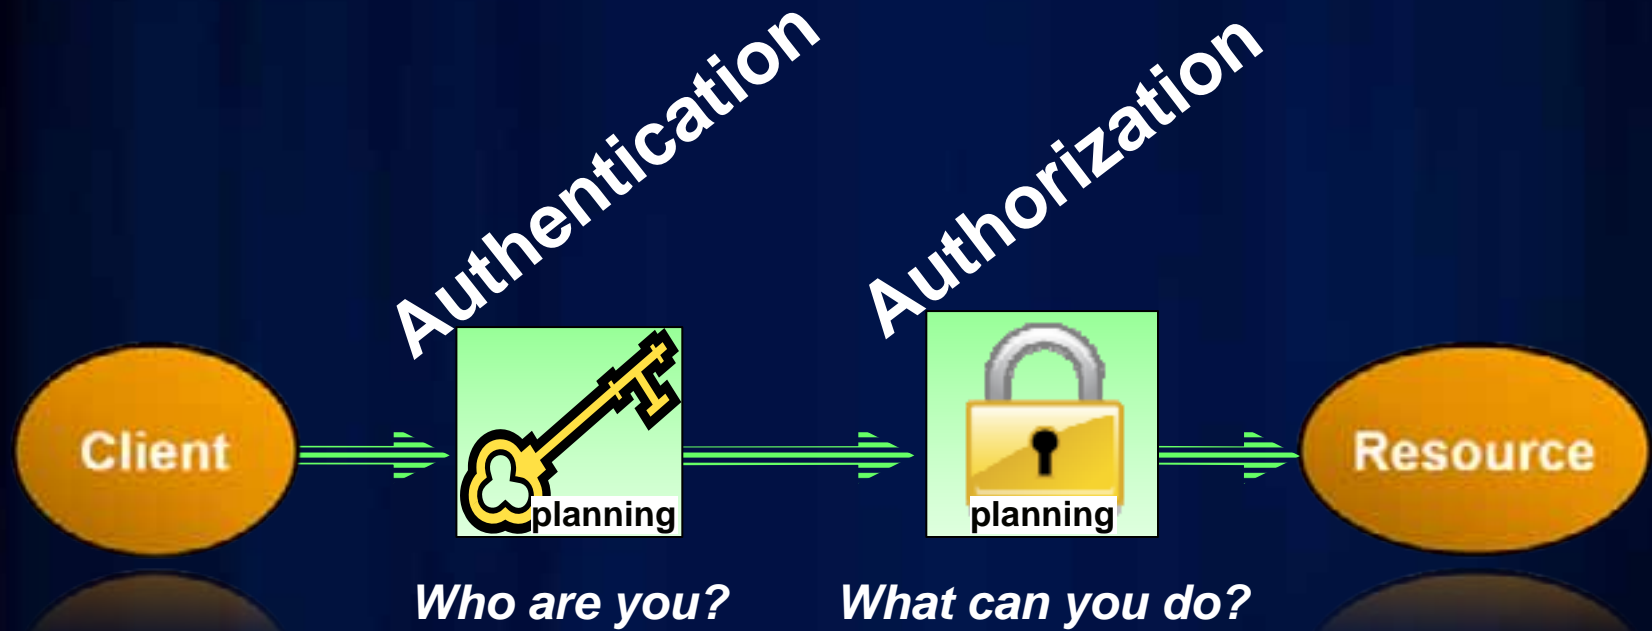 Authentication
Authorization
Client
planning
planning
Resource
Who are you?
What can you do?